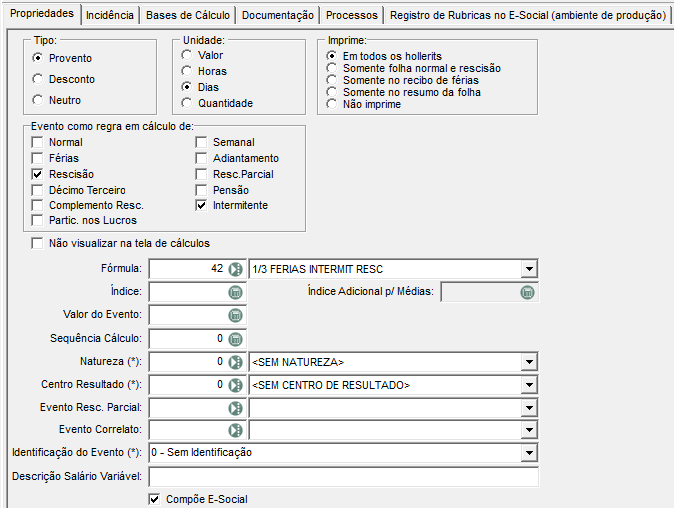 Propriedades Incidência Bases de Cálculo Documentação Processos Registro de Rubricas no E-Social (ambiente de produção)
Tipo: Unidade: Imprime:
Provento Valor Em todos os hollerits
Desconto Horas Somente folha normal e rescisão
Neutro Dias Somente no recibo de férias
Quantidade Somente no resumo da folha
Não imprime
Evento como regra em cálculo de:
Normal Semanal
Férias Adiantamento
Rescisão Resc.Parcial
Décimo Terceiro Pensão
Complemento Resc. Intermitente
Partic. nos Lucros
Não visualizar na tela de cálculos
Fórmula: 42 1/3 FERIAS INTERMIT RESC
Índice: Índice Adicional p/ Médias:
Valor do Evento:
Sequência Cálculo: 0
Natureza (*): 0 <SEM NATUREZA>
Centro Resultado (*): 0 <SEM CENTRO DE RESULTADO>
Evento Resc. Parcial:
Evento Correlato:
Identificação do Evento (*): 0 - Sem Identificação
Descrição Salário Variável:
Compõe E-Social